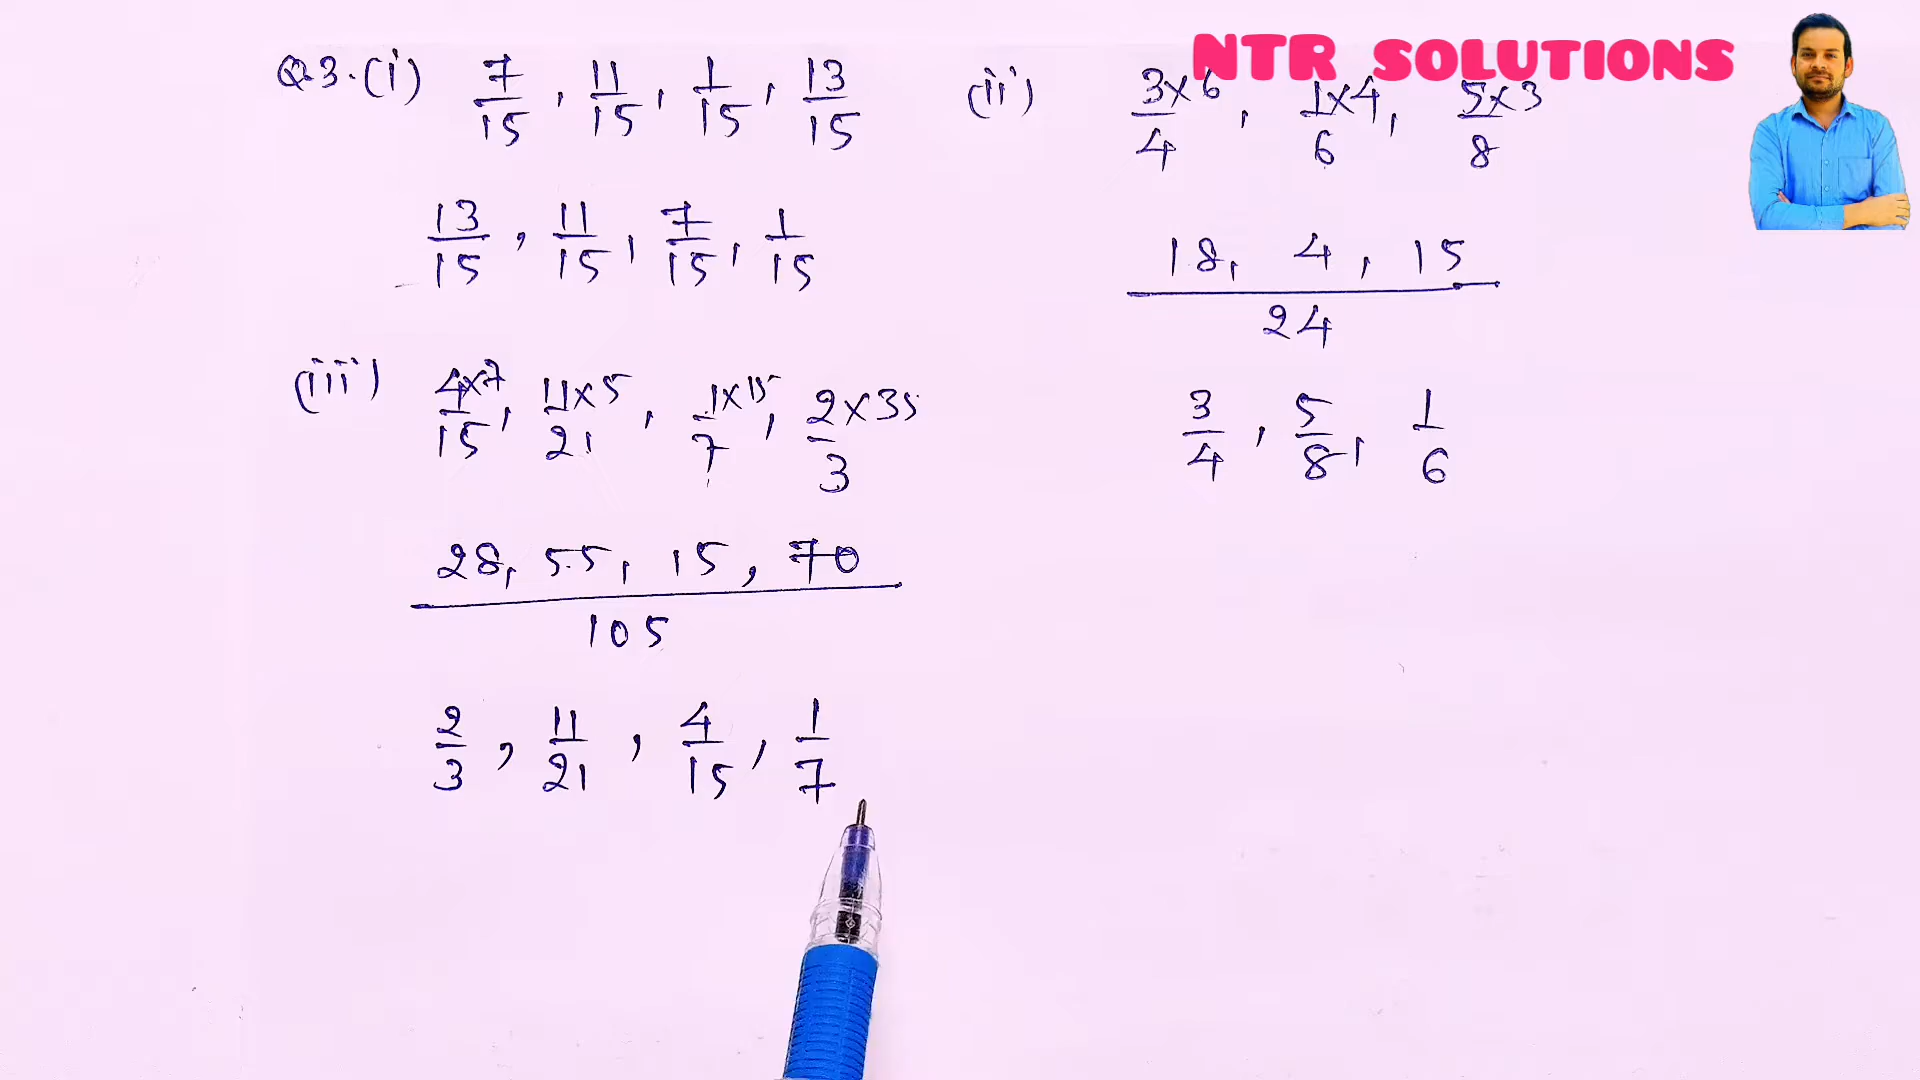 NTR SOLUTIONS
Q.3.(i) 7/15, 11/15, 1/15, 13/15
13/15, 11/15, 7/15, 1/15
(ii) 3×6/4, 1×4/6, 5×3/8
18, 4, 15
24
3/4, 5/8, 1/6
(iii) 4×7/15, 11×5/21, 1×15/7, 2×35/3
28, 55, 15, 70
105
2/3, 11/21, 4/15, 1/7